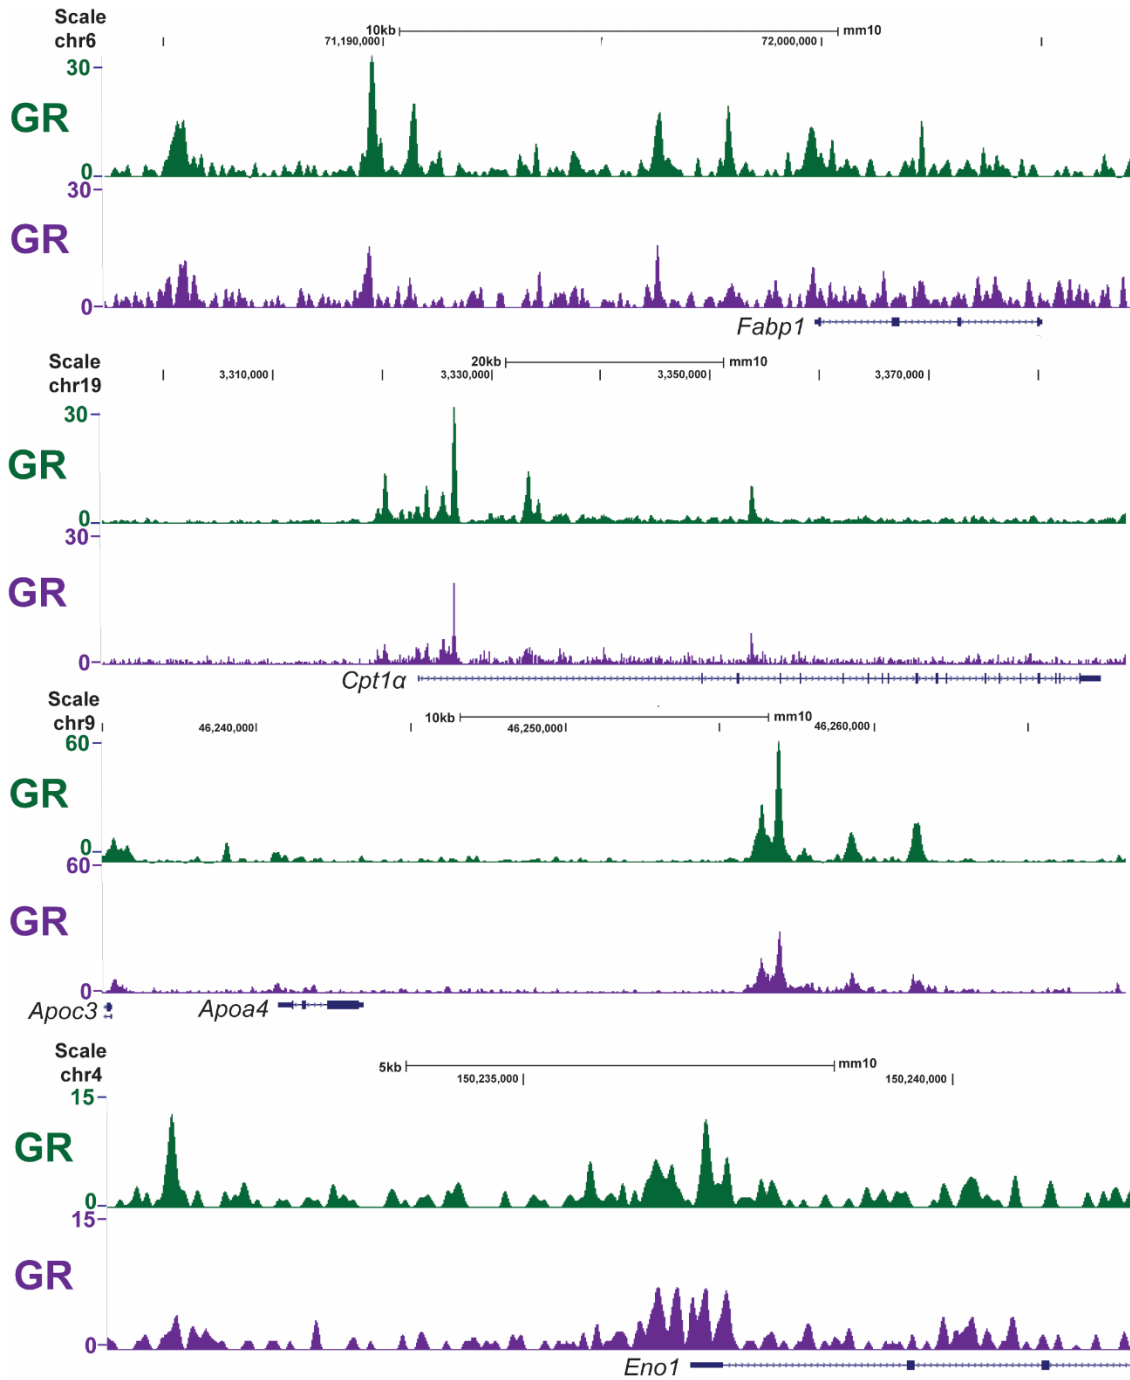 Scale 10kb mm10
chr6 71,190,000 72,000,000
30
GR
0
30
GR
0
Fabp1
Scale 20kb mm10
chr19 3,310,000 3,330,000 3,350,000 3,370,000
30
GR
0
30
GR
0
Cpt1α
Scale 10kb mm10
chr9 46,240,000 46,250,000 46,260,000
60
GR
0
60
GR
0
Apoc3 Apoa4
Scale 5kb mm10
chr4 150,235,000 150,240,000
15
GR
0
15
GR
0
Eno1